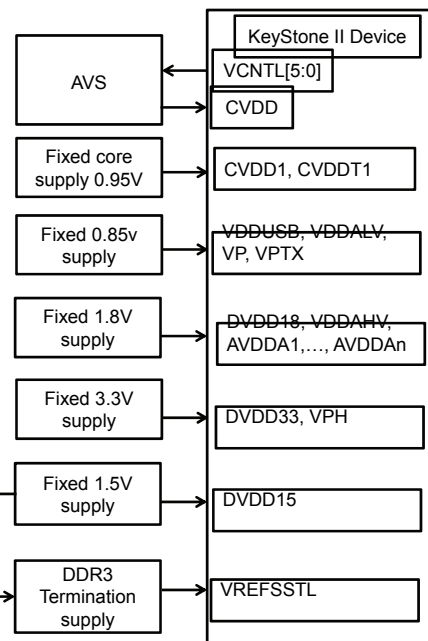 KeyStone II Device
AVS
VCNTL[5:0]
CVDD
Fixed core
supply 0.95V
CVDD1, CVDDT1
Fixed 0.85v
supply
VDDUSB, VDDALV,
VP, VPTX
Fixed 1.8V
supply
DVDD18, VDDAHV,
AVDDA1,…, AVDDAn
Fixed 3.3V
supply
DVDD33, VPH
Fixed 1.5V
supply
DVDD15
DDR3
Termination
supply
VREFSSTL